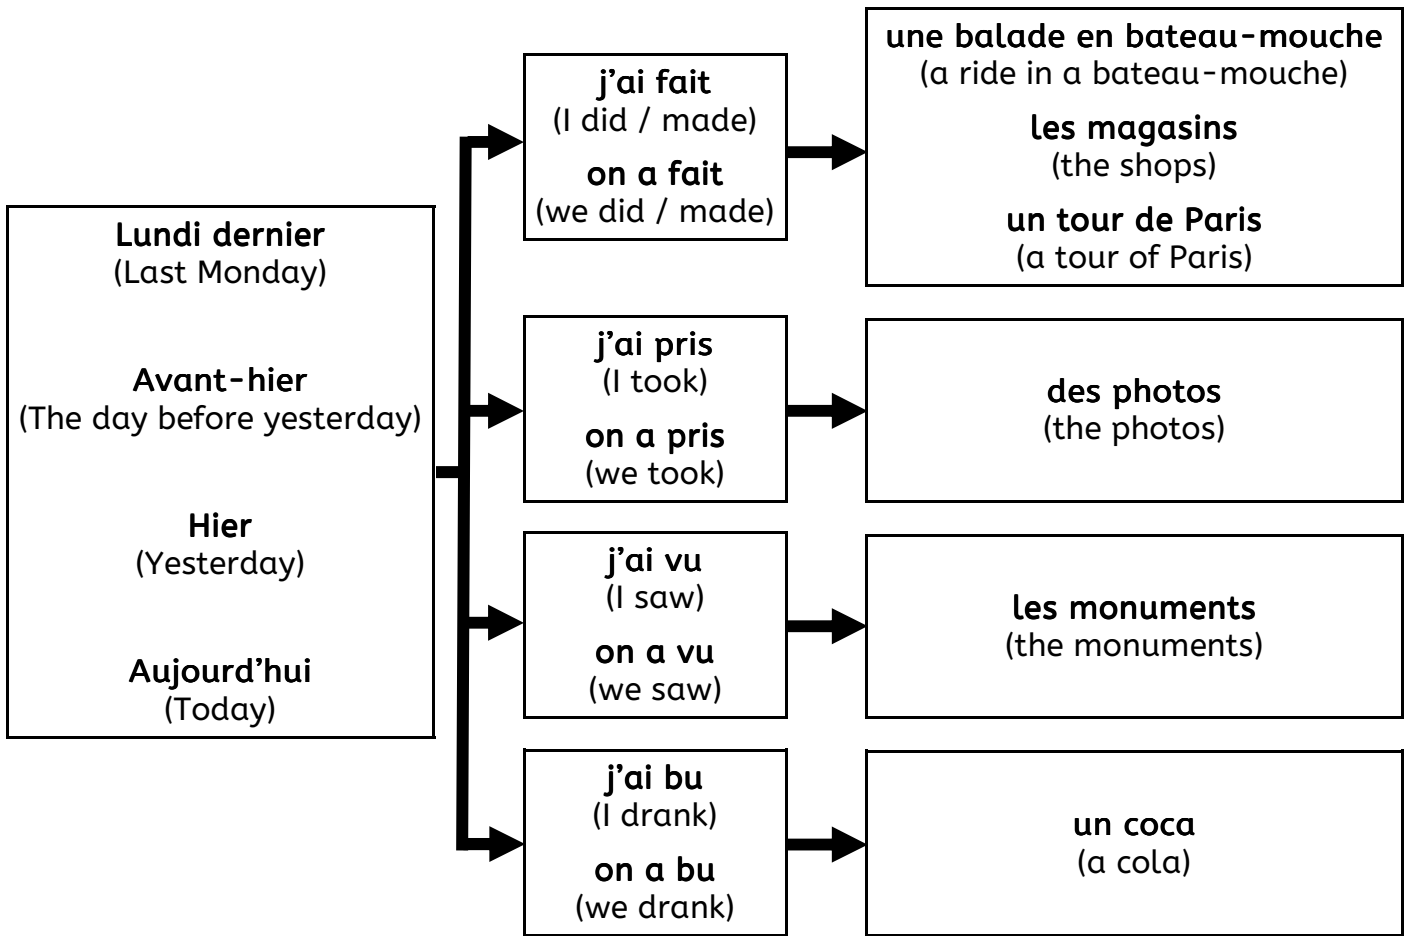 Lundi dernier
(Last Monday)
Avant-hier
(The day before yesterday)
Hier
(Yesterday)
Aujourd’hui
(Today)
j’ai fait
(I did / made)
on a fait
(we did / made)
une balade en bateau-mouche
(a ride in a bateau-mouche)
les magasins
(the shops)
un tour de Paris
(a tour of Paris)
j’ai pris
(I took)
on a pris
(we took)
des photos
(the photos)
j’ai vu
(I saw)
on a vu
(we saw)
les monuments
(the monuments)
j’ai bu
(I drank)
on a bu
(we drank)
un coca
(a cola)